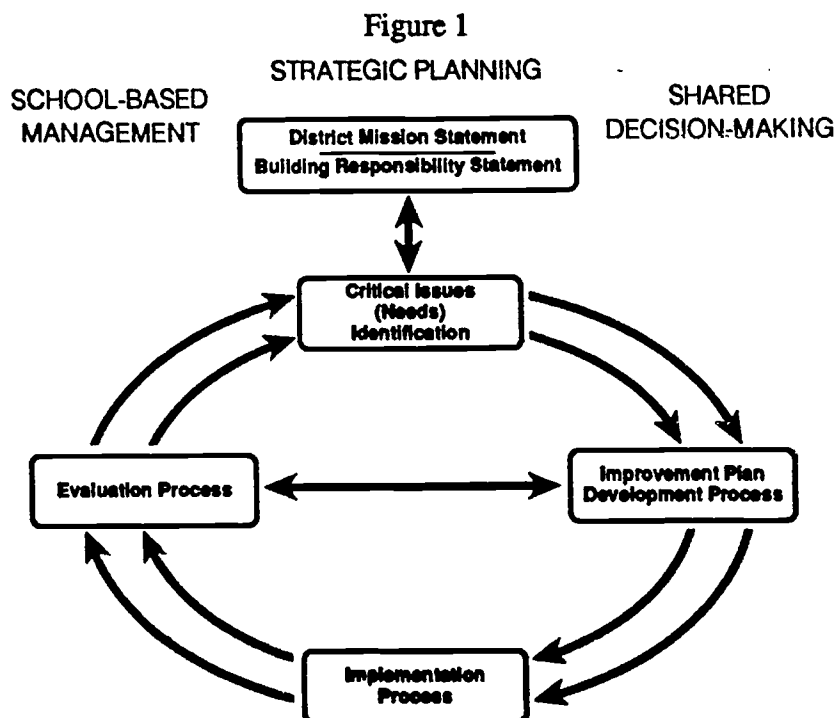 Figure 1
STRATEGIC PLANNING
SCHOOL-BASED
MANAGEMENT
SHARED
DECISION-MAKING
District Mission Statement
Building Responsibility Statement
Critical Issues
(Needs)
Identification
Evaluation Process
Improvement Plan
Development Process
Implementation
Process